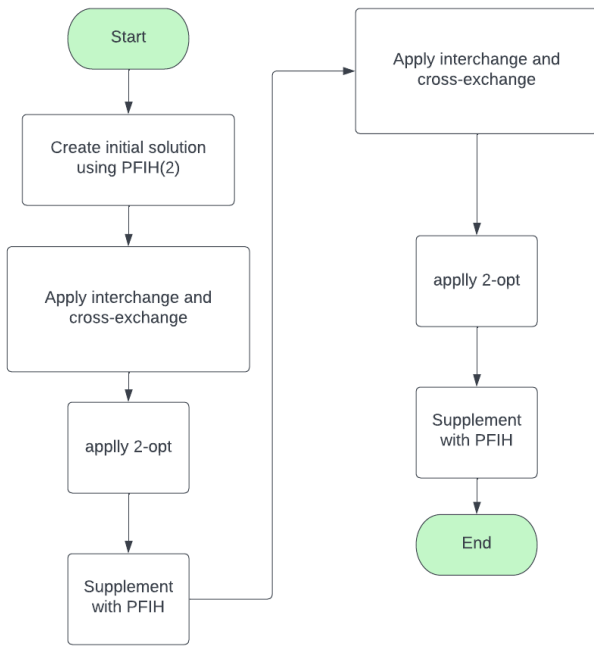 Start
Create initial solution
using PFIH(2)
Apply interchange and
cross-exchange
applly 2-opt
Supplement
with PFIH
Apply interchange and
cross-exchange
applly 2-opt
Supplement
with PFIH
End